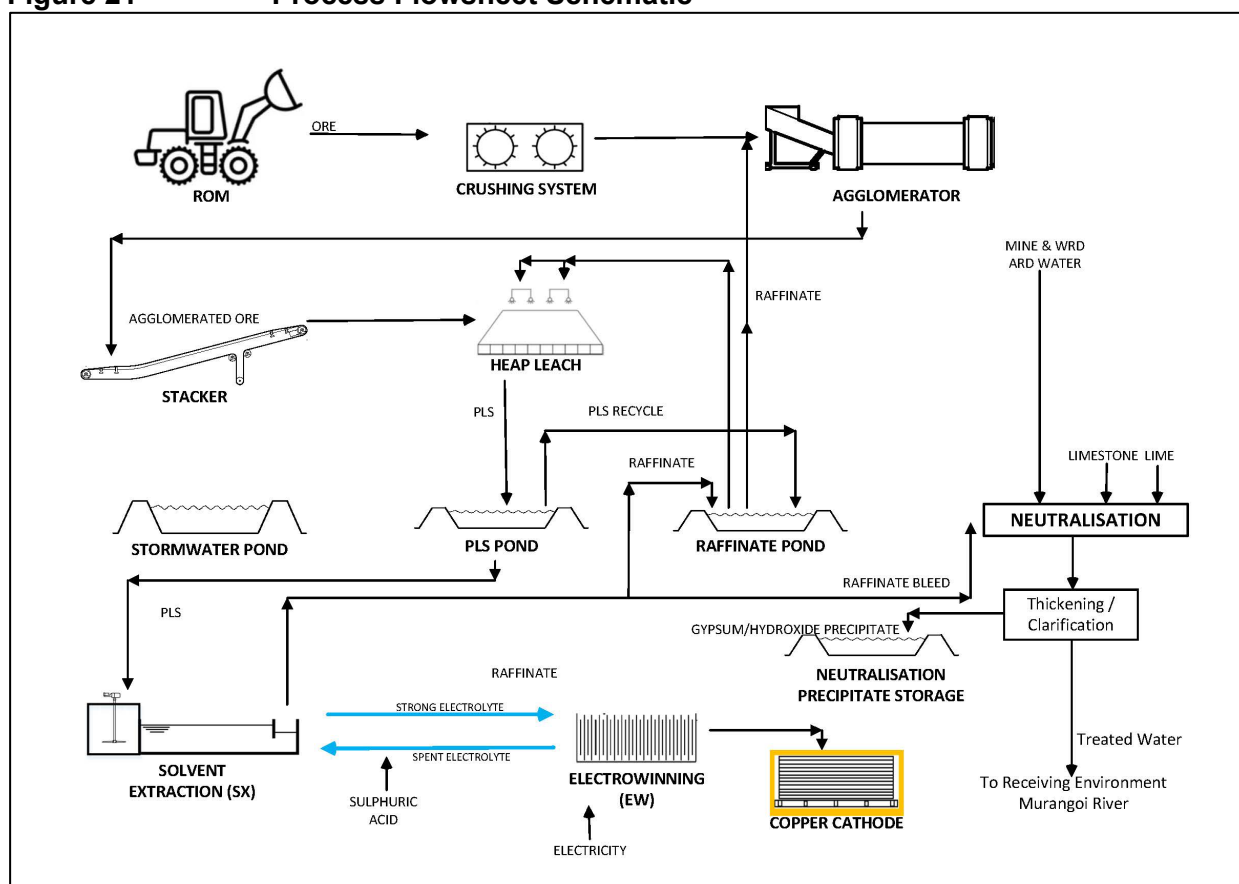 Figure 21 Process Flowsheet Schematic
ORE
ROM
CRUSHING SYSTEM
AGGLOMERATOR
MINE & WRD
ARD WATER
RAFFINATE
AGGLOMERATED ORE
HEAP LEACH
STACKER
PLS
PLS RECYCLE
RAFFINATE
LIMESTONE LIME
NEUTRALISATION
STORMWATER POND
PLS POND
RAFFINATE POND
RAFFINATE BLEED
PLS
Thickening /
Clarification
GYPSUM/HYDROXIDE PRECIPITATE
NEUTRALISATION
PRECIPITATE STORAGE
RAFFINATE
STRONG ELECTROLYTE
SPENT ELECTROLYTE
Treated Water
SOLVENT
EXTRACTION (SX)
ELECTROWINNING
(EW)
To Receiving Environment
Murangoi River
SULPHURIC
ACID
COPPER CATHODE
ELECTRICITY